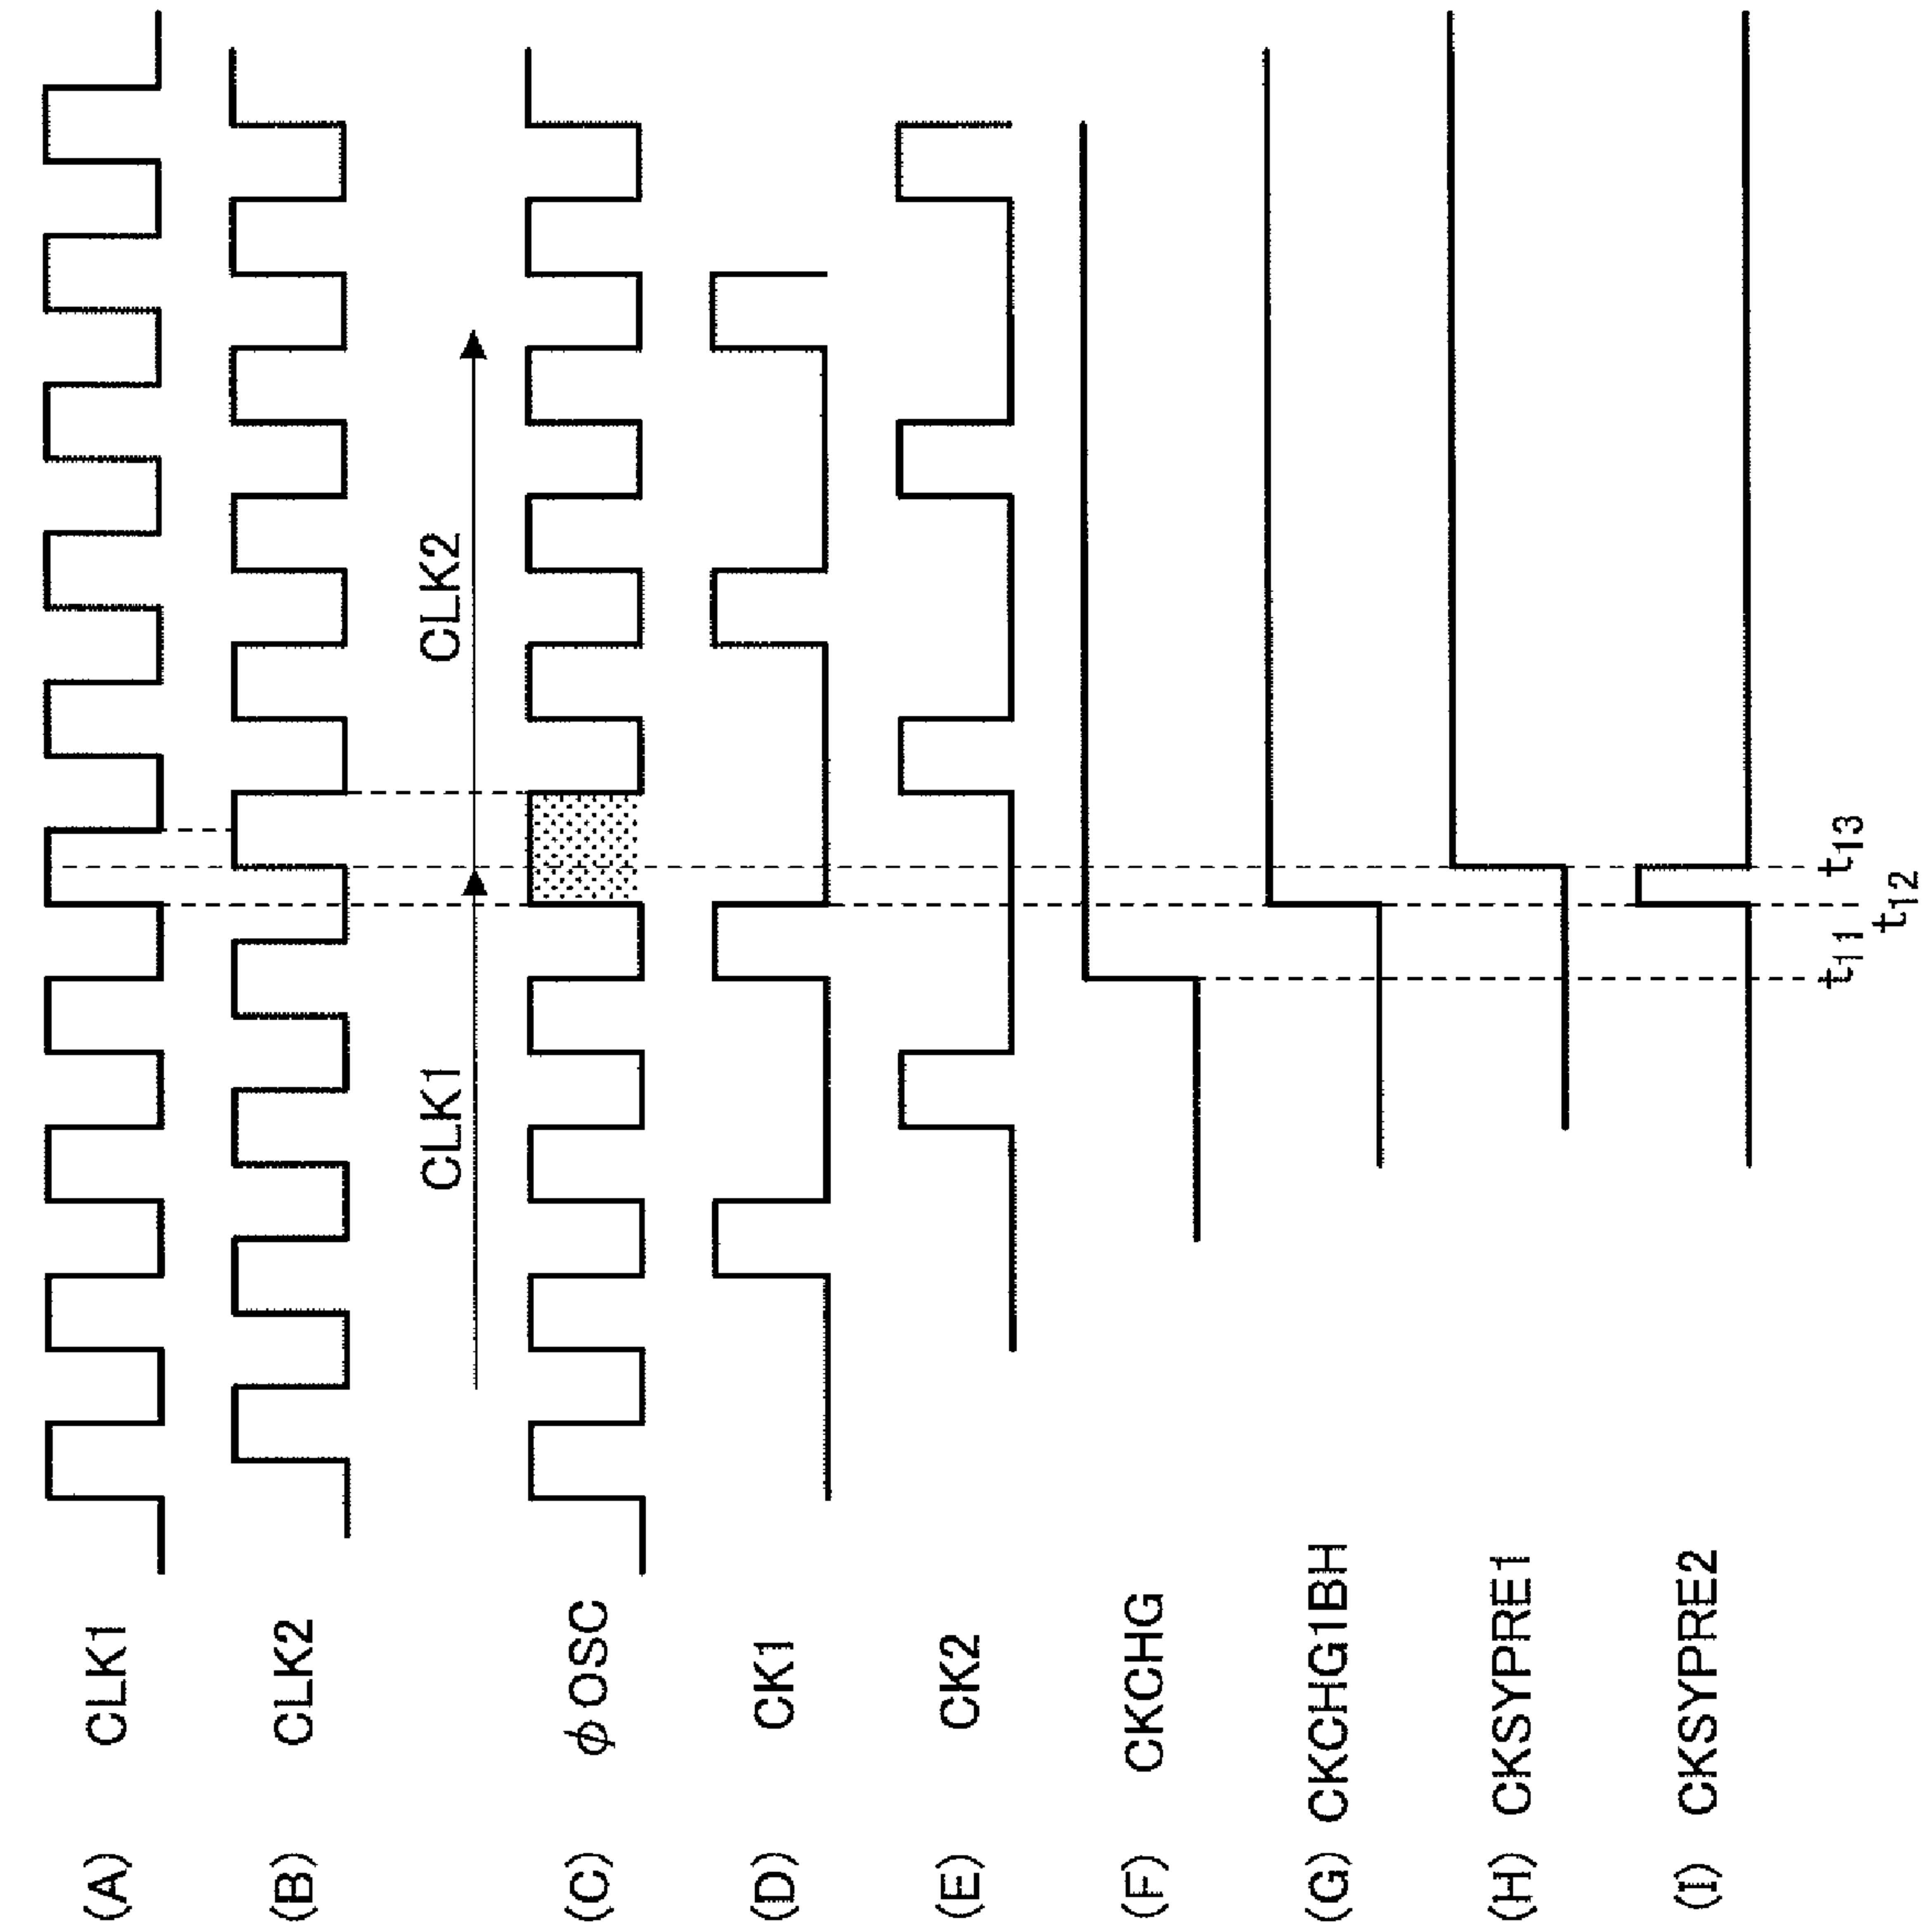 (A) CLK1
(B) CLK2
CLK1 CLK2
(C) φOSC
(D) CK1
(E) CK2
(F) CKCHG
(G) CKCHG1BH
(H) CKSYPRE1
(I) CKSYPRE2
t11 t13
t12